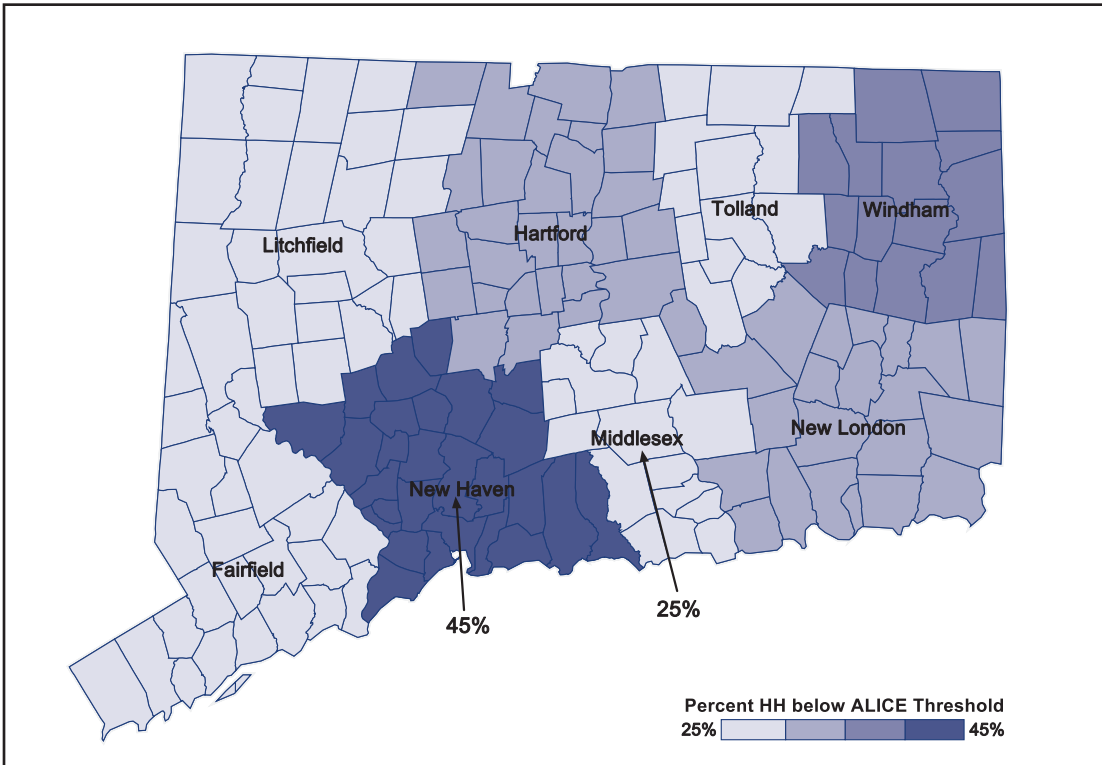 Tolland
Windham
Hartford
Litchfield
Middlesex
New London
New Haven
Fairfield
25%
45%
Percent HH below ALICE Threshold
25% 45%